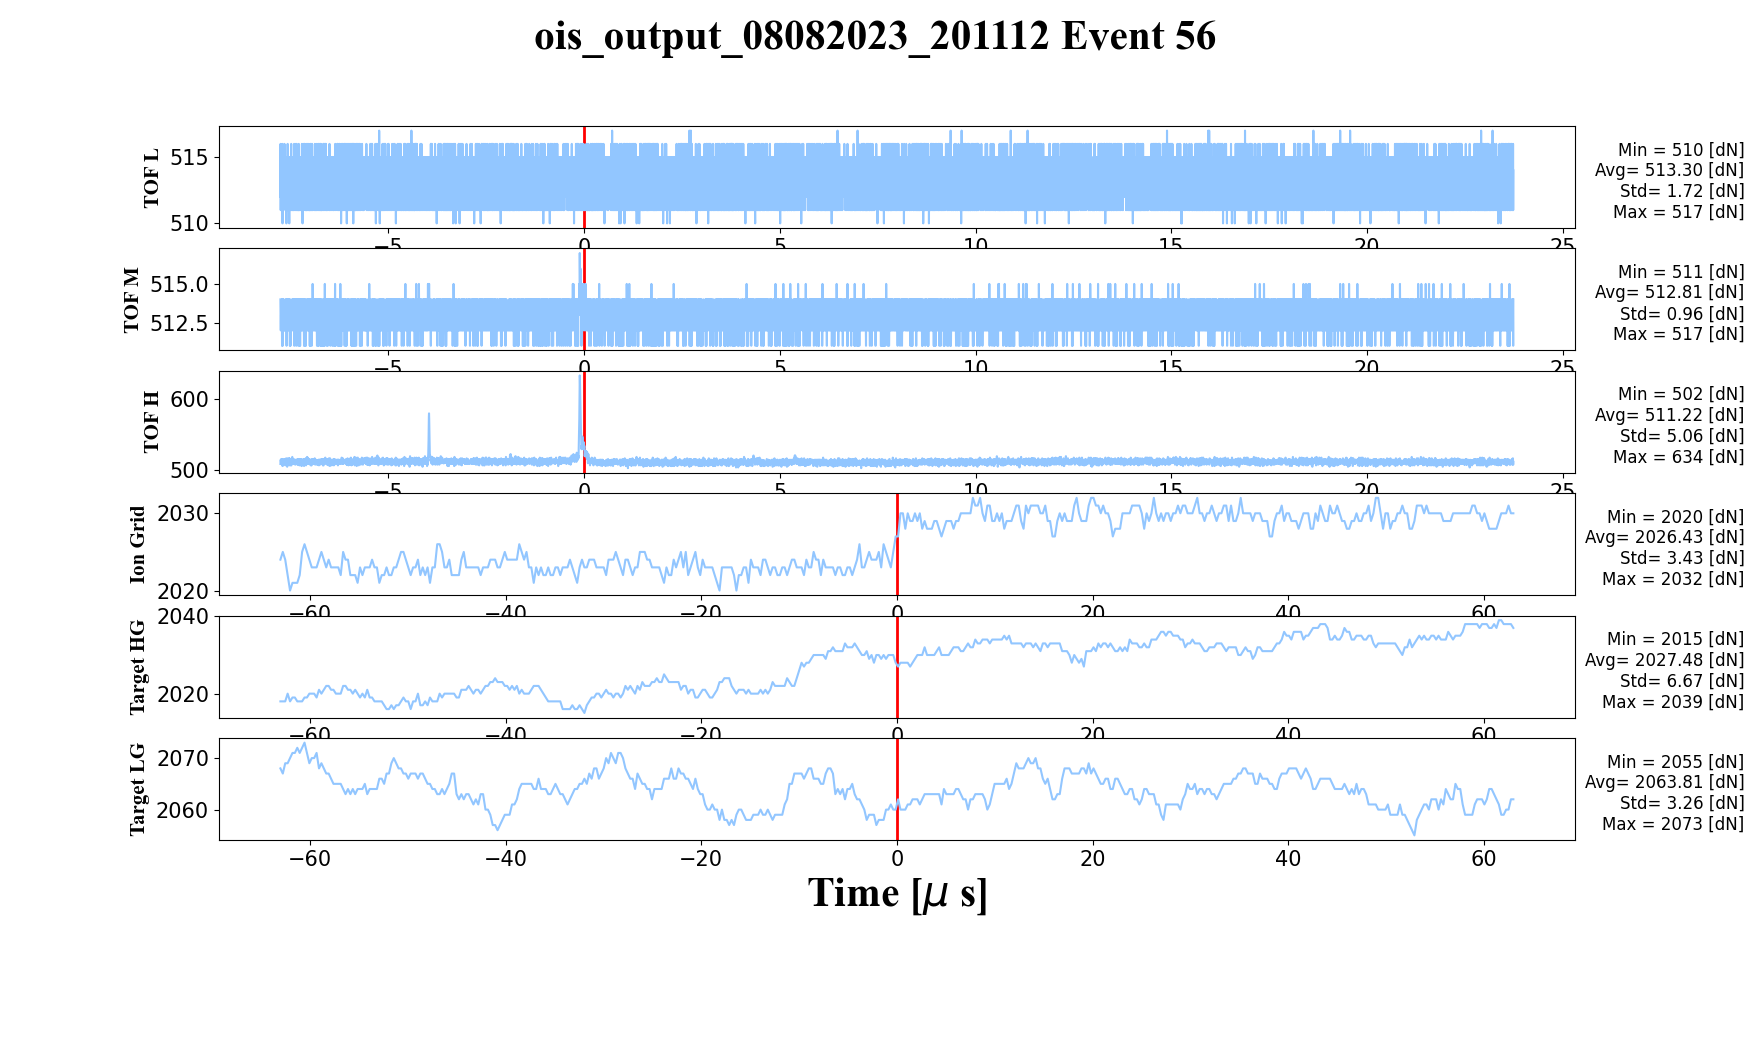 ois_output_08082023_201112 Event 56
TOF L
515
510
−5 0 5 10 15 20 25
Min = 510 [dN]
Avg= 513.30 [dN]
Std= 1.72 [dN]
Max = 517 [dN]
TOF M
515.0
512.5
−5 0 5 10 15 20 25
Min = 511 [dN]
Avg= 512.81 [dN]
Std= 0.96 [dN]
Max = 517 [dN]
TOF H
600
500
−5 0 5 10 15 20 25
Min = 502 [dN]
Avg= 511.22 [dN]
Std= 5.06 [dN]
Max = 634 [dN]
Ion Grid
2030
2020
−60 −40 −20 0 20 40 60
Min = 2020 [dN]
Avg= 2026.43 [dN]
Std= 3.43 [dN]
Max = 2032 [dN]
Target HG
2040
2020
−60 −40 −20 0 20 40 60
Min = 2015 [dN]
Avg= 2027.48 [dN]
Std= 6.67 [dN]
Max = 2039 [dN]
Target LG
2070
2060
−60 −40 −20 0 20 40 60
Min = 2055 [dN]
Avg= 2063.81 [dN]
Std= 3.26 [dN]
Max = 2073 [dN]
Time [μ s]